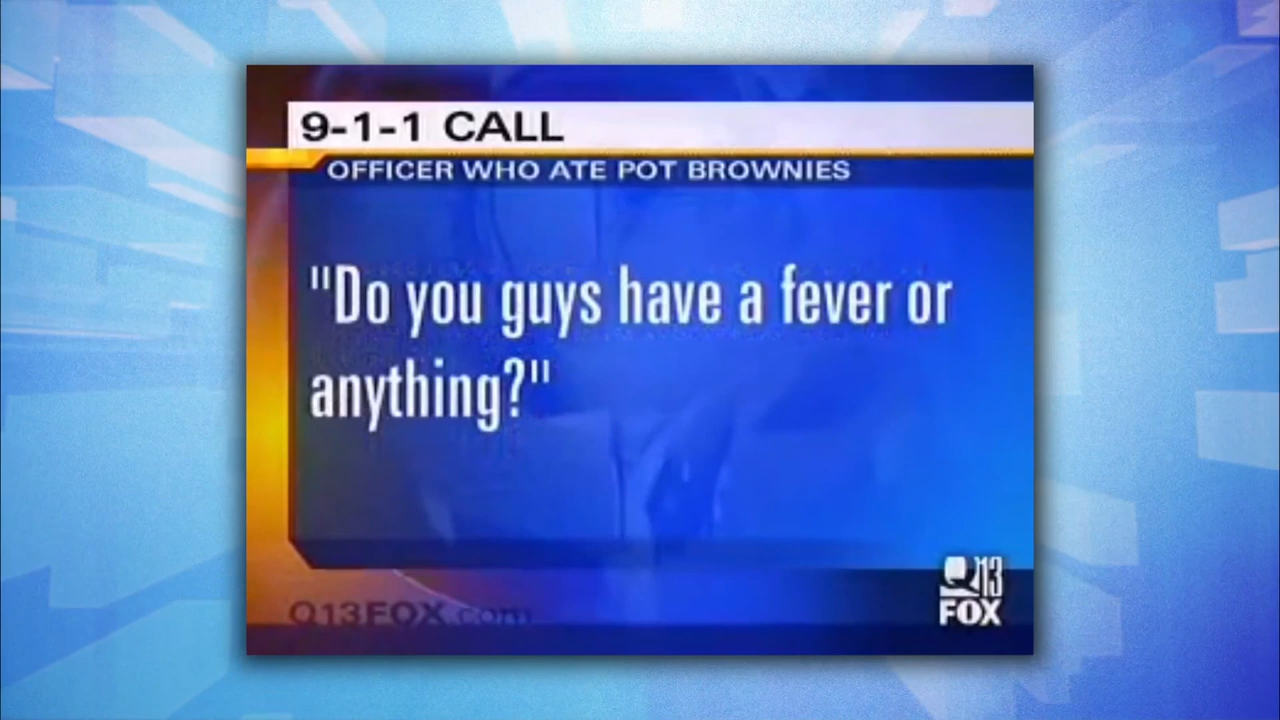 9-1-1 CALL
OFFICER WHO ATE POT BROWNIES
"Do you guys have a fever or
anything?"
Q13
FOX
Q13FOX.com